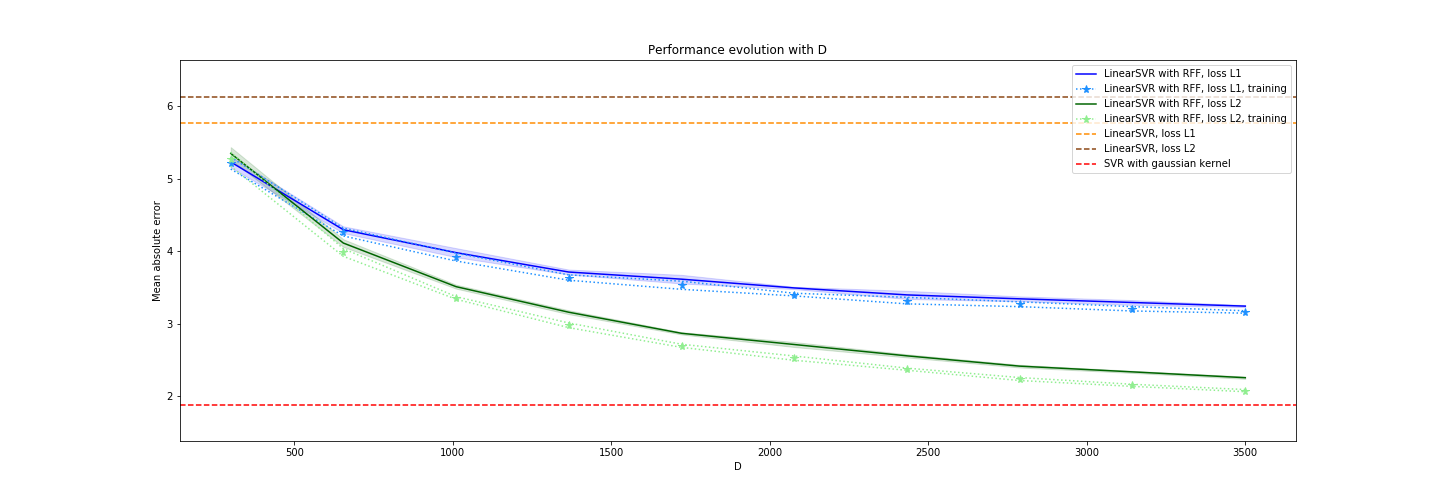 Performance evolution with D
LinearSVR with RFF, loss L1
LinearSVR with RFF, loss L1, training
LinearSVR with RFF, loss L2
LinearSVR with RFF, loss L2, training
LinearSVR, loss L1
LinearSVR, loss L2
SVR with gaussian kernel
Mean absolute error
6
5
4
3
2
500 1000 1500 2000 2500 3000 3500
D